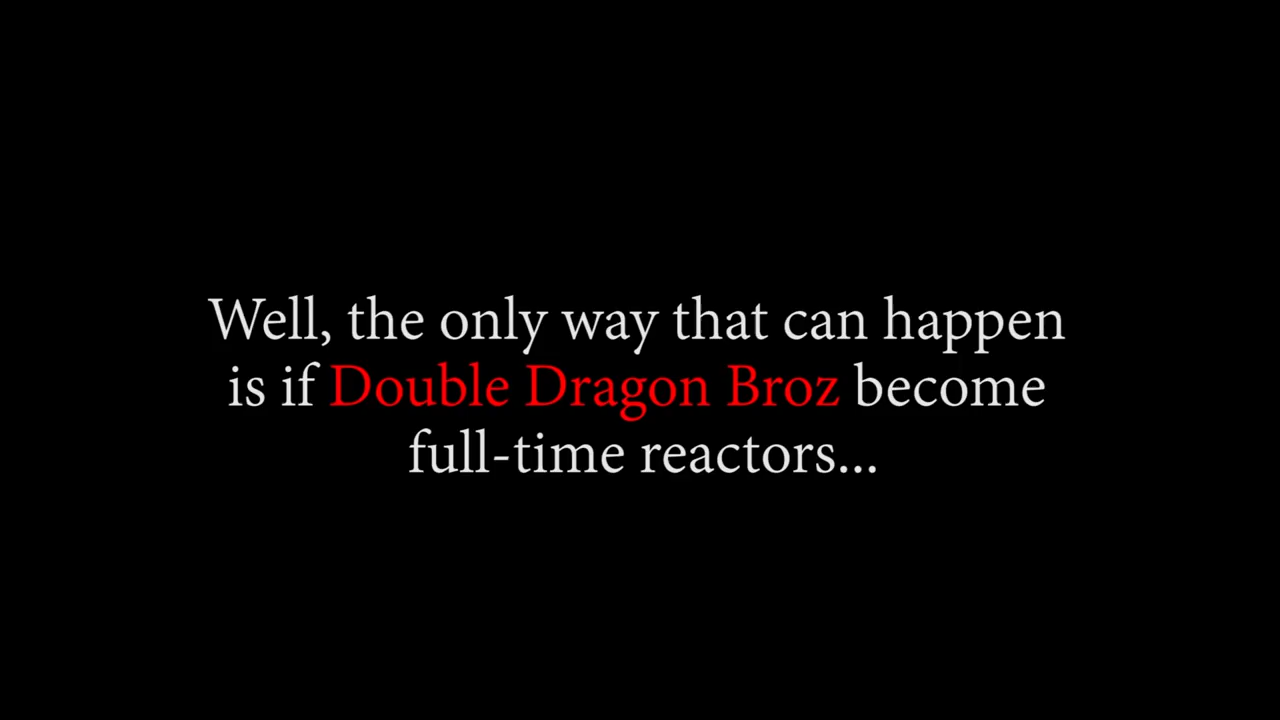 Well, the only way that can happen
is if Double Dragon Broz become
full-time reactors...